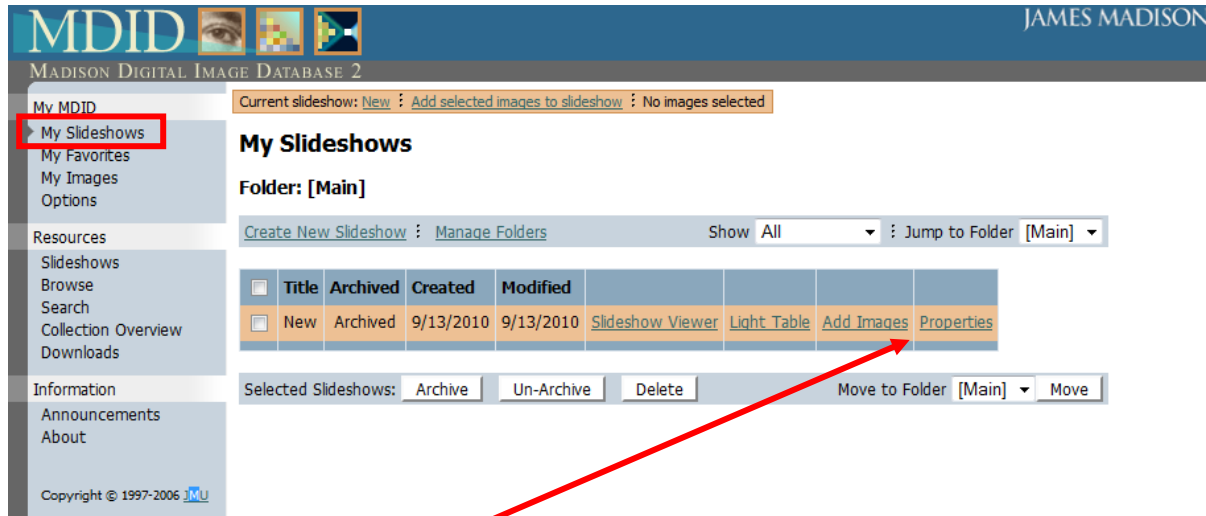 MDID
JAMES MADISON
MADISON DIGITAL IMAGE DATABASE 2
My MDID
My Slideshows
My Favorites
My Images
Options
Resources
Slideshows
Browse
Search
Collection Overview
Downloads
Information
Announcements
About
Copyright © 1997-2006 JMU
Current slideshow: New ⋮ Add selected images to slideshow ⋮ No images selected
My Slideshows
Folder: [Main]
Create New Slideshow ⋮ Manage Folders Show All ⋮ Jump to Folder [Main]
Title Archived Created Modified
New Archived 9/13/2010 9/13/2010 Slideshow Viewer Light Table Add Images Properties
Selected Slideshows: Archive Un-Archive Delete Move to Folder [Main] Move